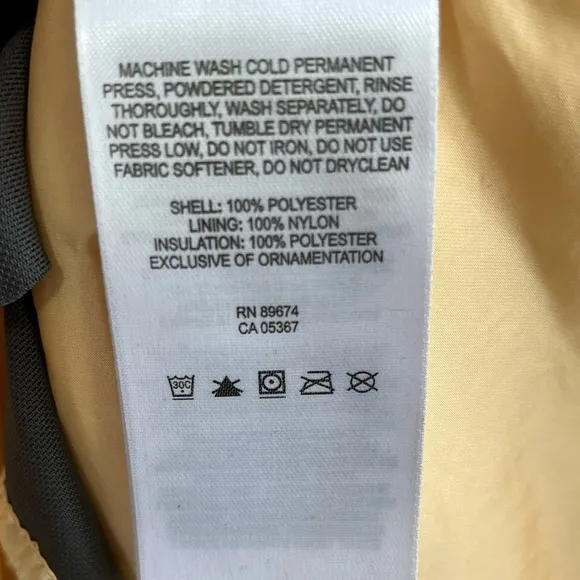 MACHINE WASH COLD PERMANENT
PRESS, POWDERED DETERGENT, RINSE
THOROUGHLY, WASH SEPARATELY, DO
NOT BLEACH, TUMBLE DRY PERMANENT
PRESS LOW, DO NOT IRON, DO NOT USE
FABRIC SOFTENER, DO NOT DRYCLEAN
SHELL: 100% POLYESTER
LINING: 100% NYLON
INSULATION: 100% POLYESTER
EXCLUSIVE OF ORNAMENTATION
RN 89674
CA 05367
30C